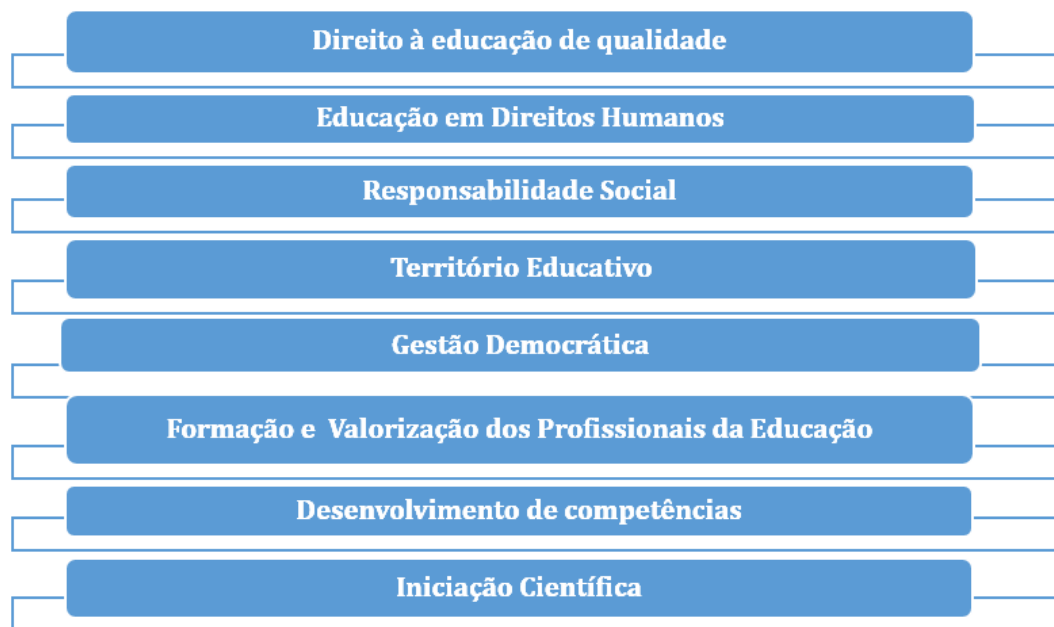 Direito à educação de qualidade
Educação em Direitos Humanos
Responsabilidade Social
Território Educativo
Gestão Democrática
Formação e Valorização dos Profissionais da Educação
Desenvolvimento de competências
Iniciação Científica